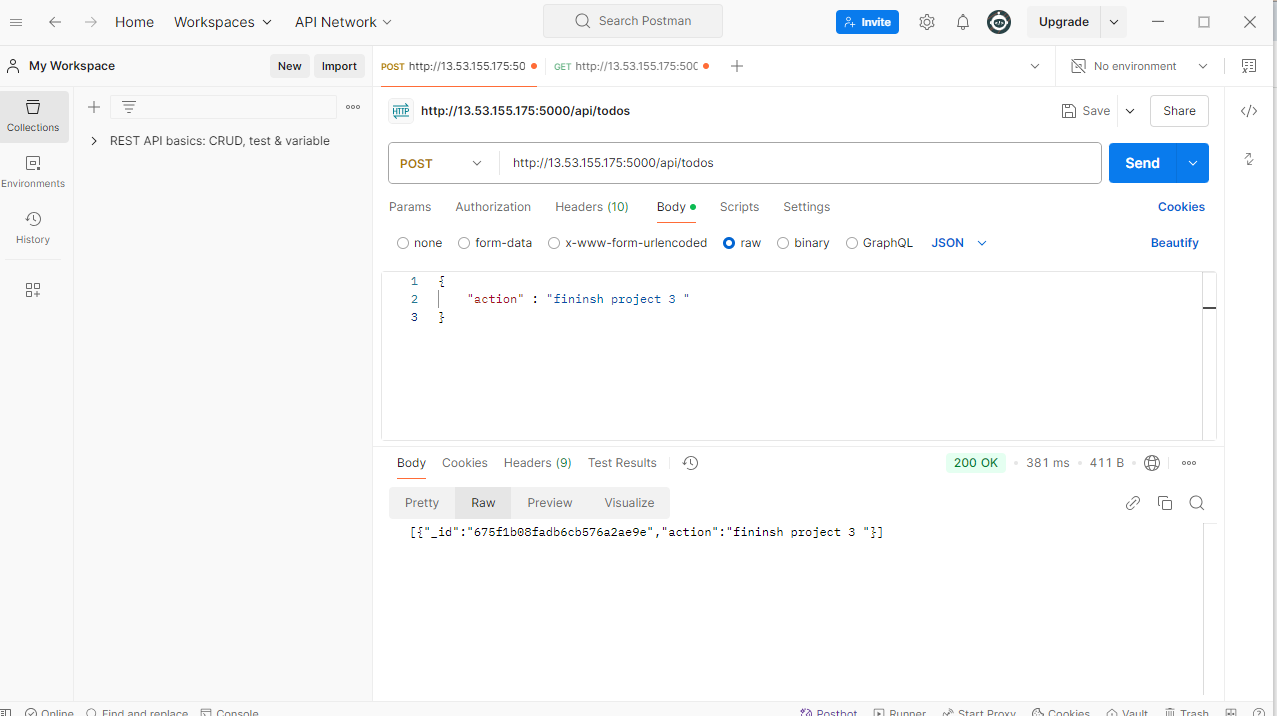 Home Workspaces API Network Search Postman Invite Upgrade
My Workspace New Import POST http://13.53.155.175:50 GET http://13.53.155.175:500 No environment
Collections
Environments
History
REST API basics: CRUD, test & variable
HTTP http://13.53.155.175:5000/api/todos Save Share
POST http://13.53.155.175:5000/api/todos Send
Params Authorization Headers (10) Body Scripts Settings Cookies
none form-data x-www-form-urlencoded raw binary GraphQL JSON Beautify
1 {
2 "action" : "fininsh project 3 "
3 }
Body Cookies Headers (9) Test Results 200 OK 381 ms 411 B
Pretty Raw Preview Visualize
[{"_id":"675f1b08fadb6cb576a2ae9e","action":"fininsh project 3 "}]
Online Find and replace Console Postbot Runner Start Proxy Cookies Vault Trash